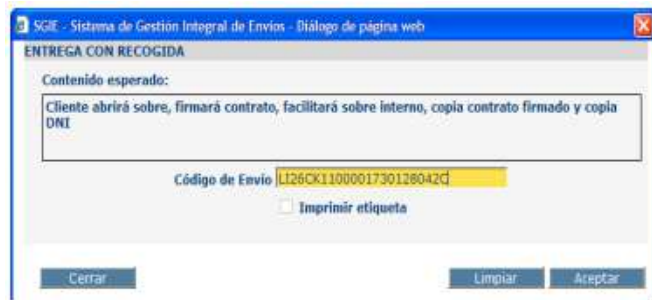 SGIE - Sistema de Gestión Integral de Envíos - Diálogo de página web
ENTREGA CON RECOGIDA
Contenido esperado:
Cliente abrirá sobre, firmará contrato, facilitará sobre interno, copia contrato firmado y copia
DNI
Código de Envío LI26CK1100001730128042C
Imprimir etiqueta
Cerrar Limpiar Aceptar